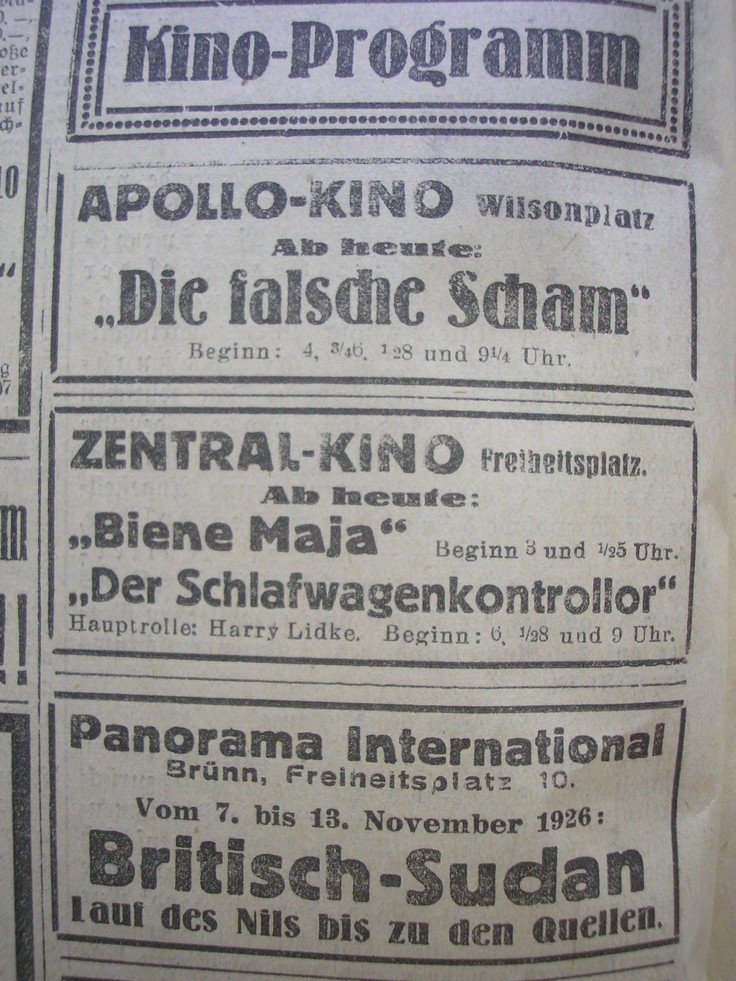 Kino-Programm
APOLLO-KINO Wilsonplatz
Ab heute:
„Die falsche Scham“
Beginn: 4, 3/46, 1/28 und 9 1/4 Uhr.
ZENTRAL-KINO Freiheitsplatz.
Ab heute:
„Biene Maja“ Beginn 3 und 1/25 Uhr.
„Der Schlafwagenkontrollor“
Hauptrolle: Harry Lidke. Beginn: 6, 1/28 und 9 Uhr.
Panorama International
Brünn, Freiheitsplatz 10.
Vom 7. bis 13. November 1926:
Britisch-Sudan
Lauf des Nils bis zu den Quellen.